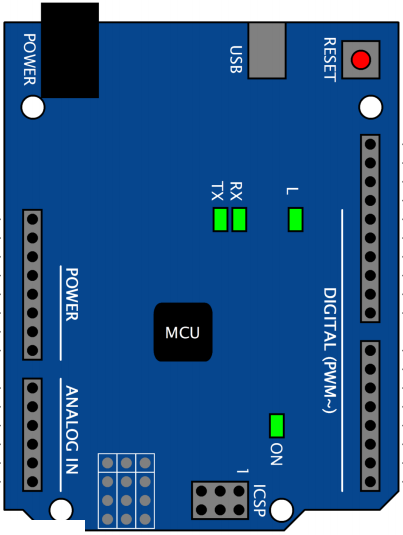 POWER
USB
RESET
TX
RX
L
POWER
MCU
DIGITAL (PWM~)
ANALOG IN
ON
1
ICSP